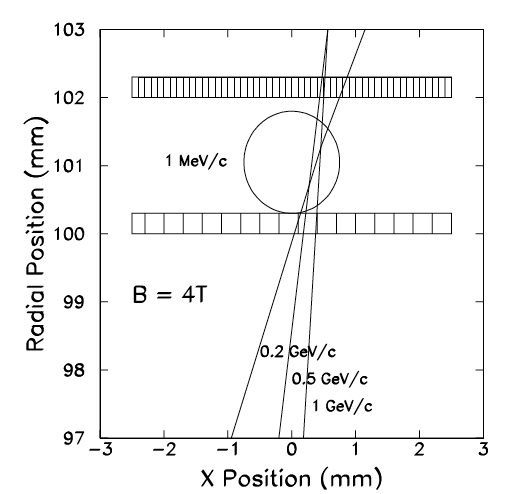 103
102
101
100
99
98
97
Radial Position (mm)
1 MeV/c
B = 4T
0.2 GeV/c
0.5 GeV/c
1 GeV/c
−3 −2 −1 0 1 2 3
X Position (mm)